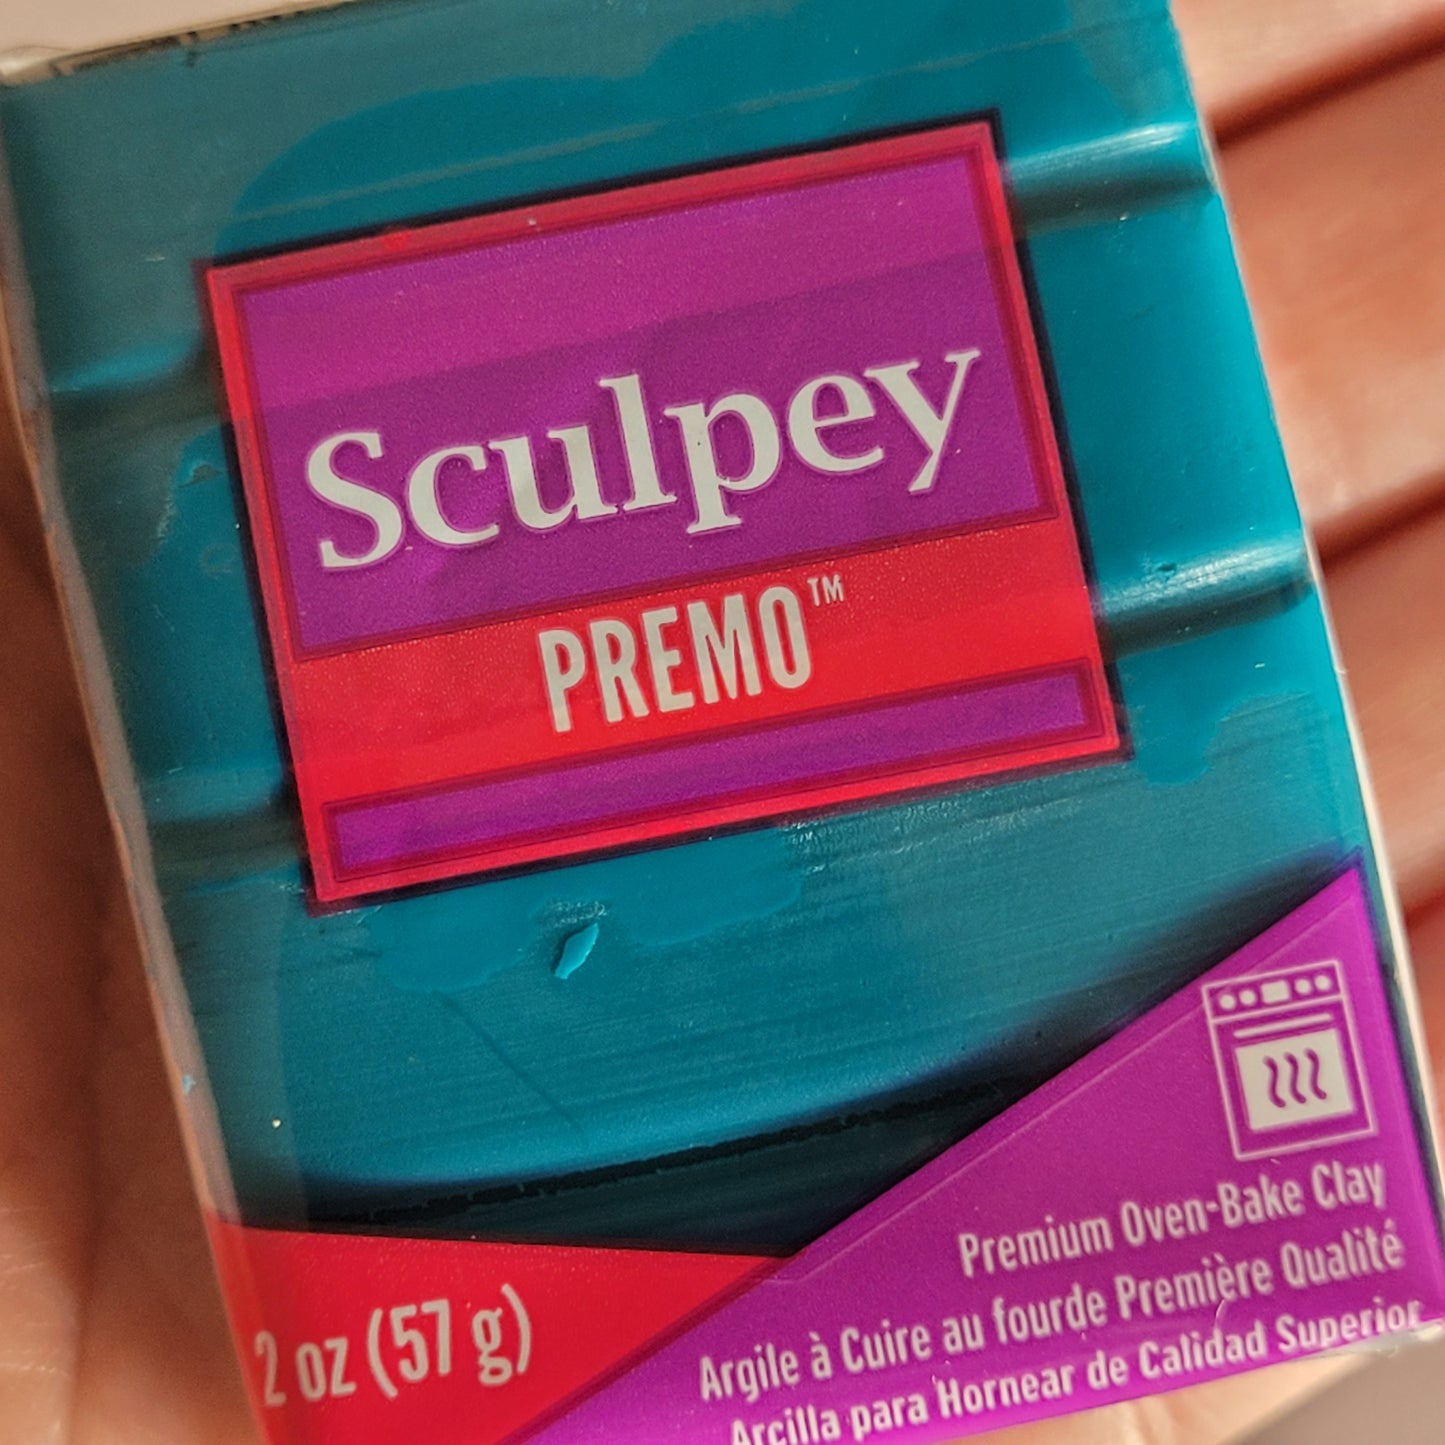 Sculpey
PREMO™
Premium Oven-Bake Clay
Argile à Cuire au fourde Première Qualité
Arcilla para Hornear de Calidad Superior
2 oz (57 g)